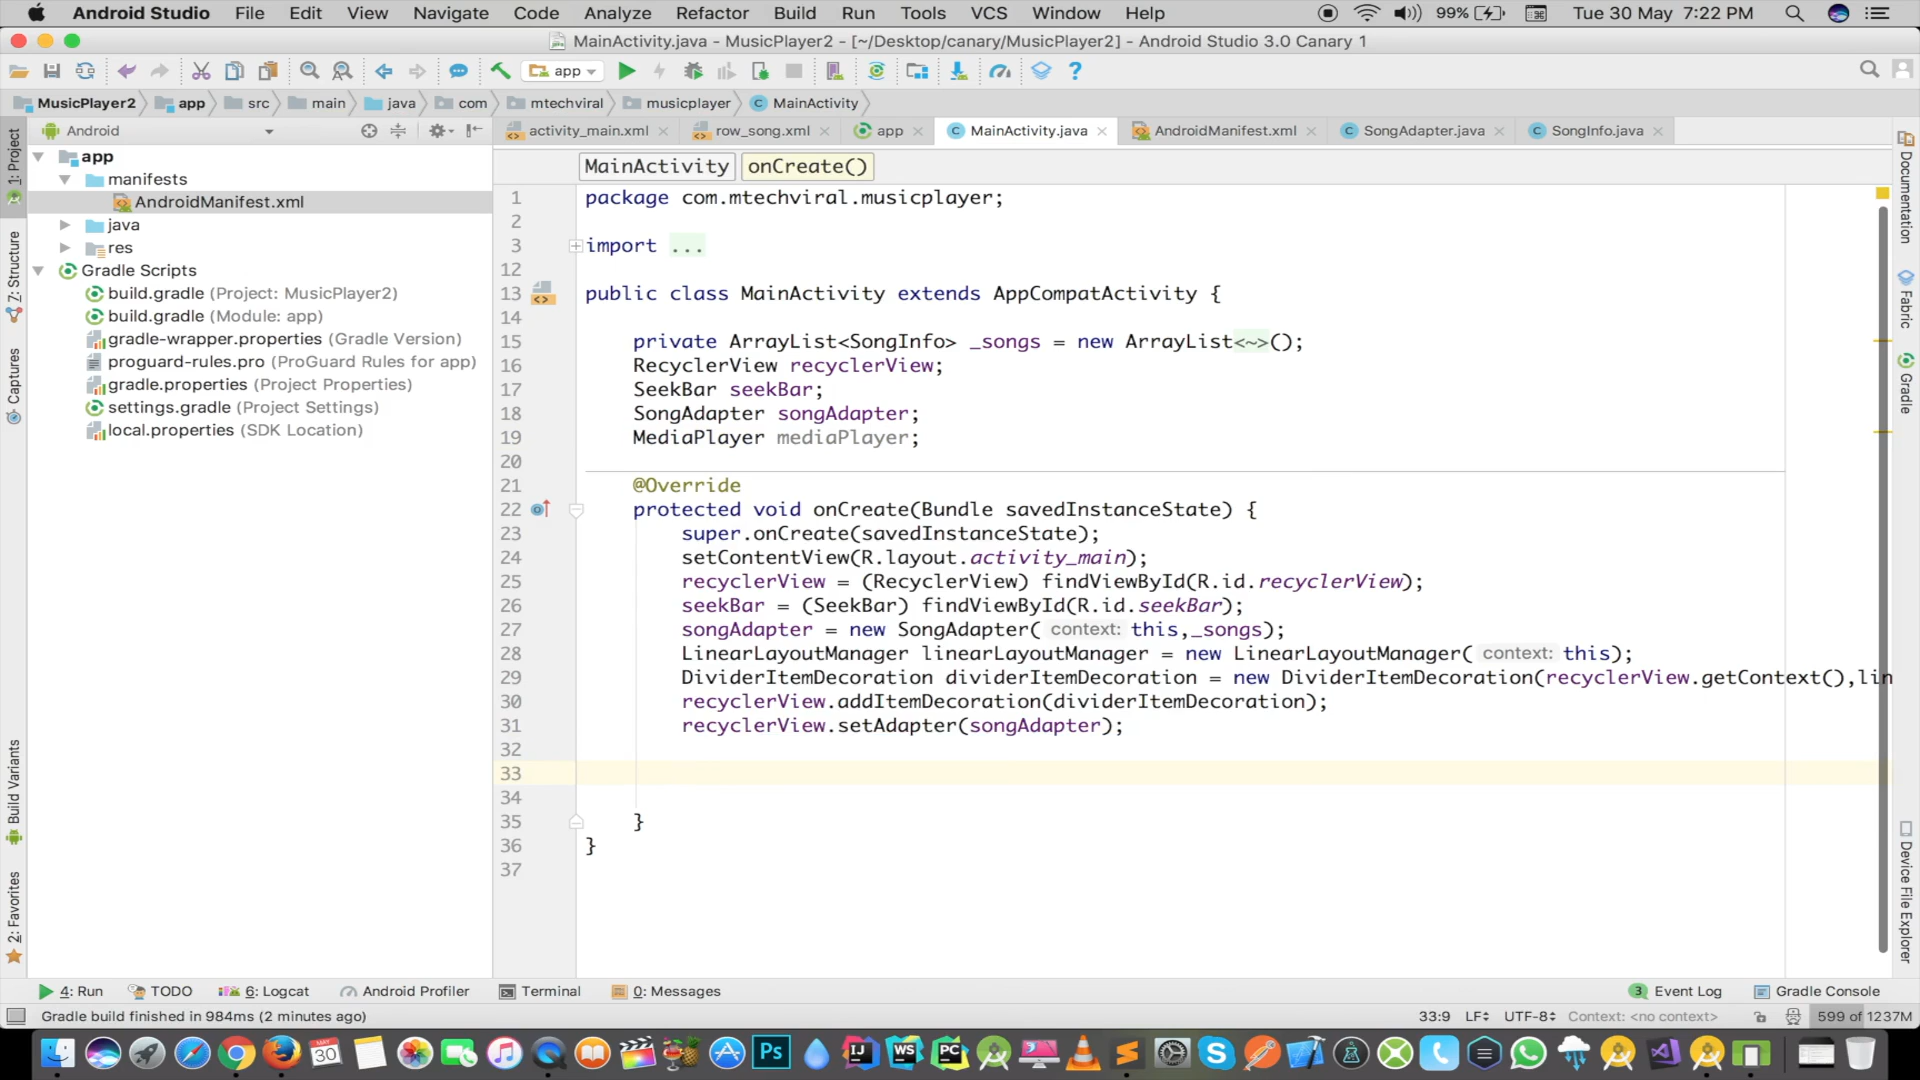 Android Studio File Edit View Navigate Code Analyze Refactor Build Run Tools VCS Window Help 99% Tue 30 May 7:22 PM
MainActivity.java - MusicPlayer2 - [~/Desktop/canary/MusicPlayer2] - Android Studio 3.0 Canary 1
app
MusicPlayer2 app src main java com mtechviral musicplayer MainActivity
Android activity_main.xml row_song.xml app MainActivity.java AndroidManifest.xml SongAdapter.java SongInfo.java
MainActivity onCreate()
1: Project
Z: Structure
Captures
Build Variants
2: Favorites
app
manifests
AndroidManifest.xml
java
res
Gradle Scripts
build.gradle (Project: MusicPlayer2)
build.gradle (Module: app)
gradle-wrapper.properties (Gradle Version)
proguard-rules.pro (ProGuard Rules for app)
gradle.properties (Project Properties)
settings.gradle (Project Settings)
local.properties (SDK Location)
1 package com.mtechviral.musicplayer;
2
3 import ...
12
13 public class MainActivity extends AppCompatActivity {
14
15 private ArrayList<SongInfo> _songs = new ArrayList<~>();
16 RecyclerView recyclerView;
17 SeekBar seekBar;
18 SongAdapter songAdapter;
19 MediaPlayer mediaPlayer;
20
21 @Override
22 protected void onCreate(Bundle savedInstanceState) {
23 super.onCreate(savedInstanceState);
24 setContentView(R.layout.activity_main);
25 recyclerView = (RecyclerView) findViewById(R.id.recyclerView);
26 seekBar = (SeekBar) findViewById(R.id.seekBar);
27 songAdapter = new SongAdapter( context: this,_songs);
28 LinearLayoutManager linearLayoutManager = new LinearLayoutManager( context: this);
29 DividerItemDecoration dividerItemDecoration = new DividerItemDecoration(recyclerView.getContext(),lin
30 recyclerView.addItemDecoration(dividerItemDecoration);
31 recyclerView.setAdapter(songAdapter);
32
33
34
35 }
36 }
37
Documentation
Fabric
Gradle
Device File Explorer
4: Run TODO 6: Logcat Android Profiler Terminal 0: Messages 3 Event Log Gradle Console
Gradle build finished in 984ms (2 minutes ago) 33:9 LF UTF-8 Context: <no context> 599 of 1237M
MAY 30 Ps IJ WS PC